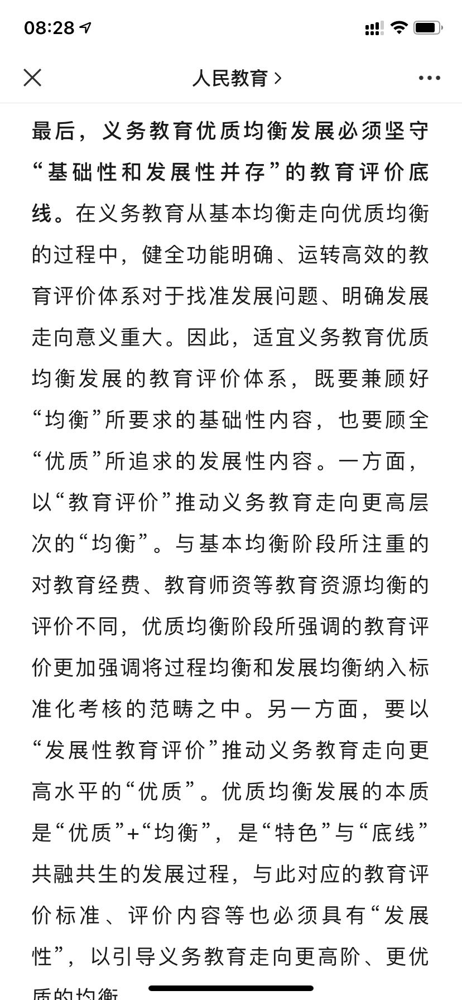 08:28
人民教育
最后，义务教育优质均衡发展必须坚守
“基础性和发展性并存”的教育评价底
线。在义务教育从基本均衡走向优质均衡
的过程中，健全功能明确、运转高效的教
育评价体系对于找准发展问题、明确发展
走向意义重大。因此，适宜义务教育优质
均衡发展的教育评价体系，既要兼顾好
“均衡”所要求的基础性内容，也要顾全
“优质”所追求的发展性内容。一方面，
以“教育评价”推动义务教育走向更高层
次的“均衡”。与基本均衡阶段所注重的
对教育经费、教育师资等教育资源均衡的
评价不同，优质均衡阶段所强调的教育评
价更加强调将过程均衡和发展均衡纳入标
准化考核的范畴之中。另一方面，要以
“发展性教育评价”推动义务教育走向更
高水平的“优质”。优质均衡发展的本质
是“优质”+“均衡”，是“特色”与“底线”
共融共生的发展过程，与此对应的教育评
价标准、评价内容等也必须具有“发展
性”，以引导义务教育走向更高阶、更优
质的均衡